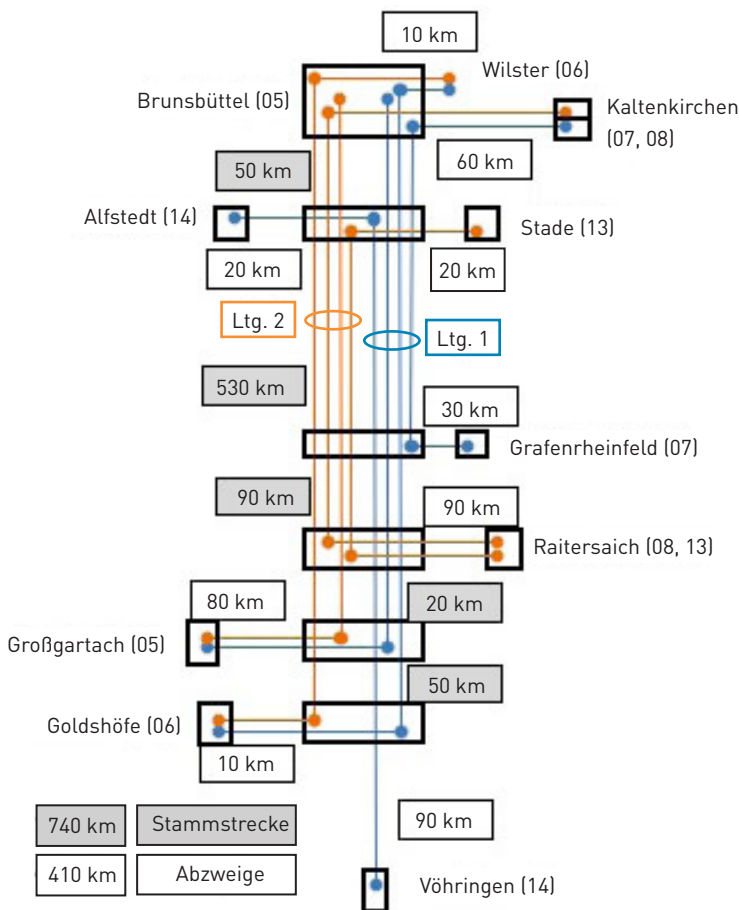 10 km
Wilster (06)
Brunsbüttel (05)
Kaltenkirchen
(07, 08)
60 km
50 km
Alfstedt (14)
Stade (13)
20 km
20 km
Ltg. 2
Ltg. 1
530 km
30 km
Grafenrheinfeld (07)
90 km
90 km
Raitersaich (08, 13)
80 km
20 km
Großgartach (05)
50 km
Goldshöfe (06)
10 km
740 km
Stammstrecke
90 km
410 km
Abzweige
Vöhringen (14)